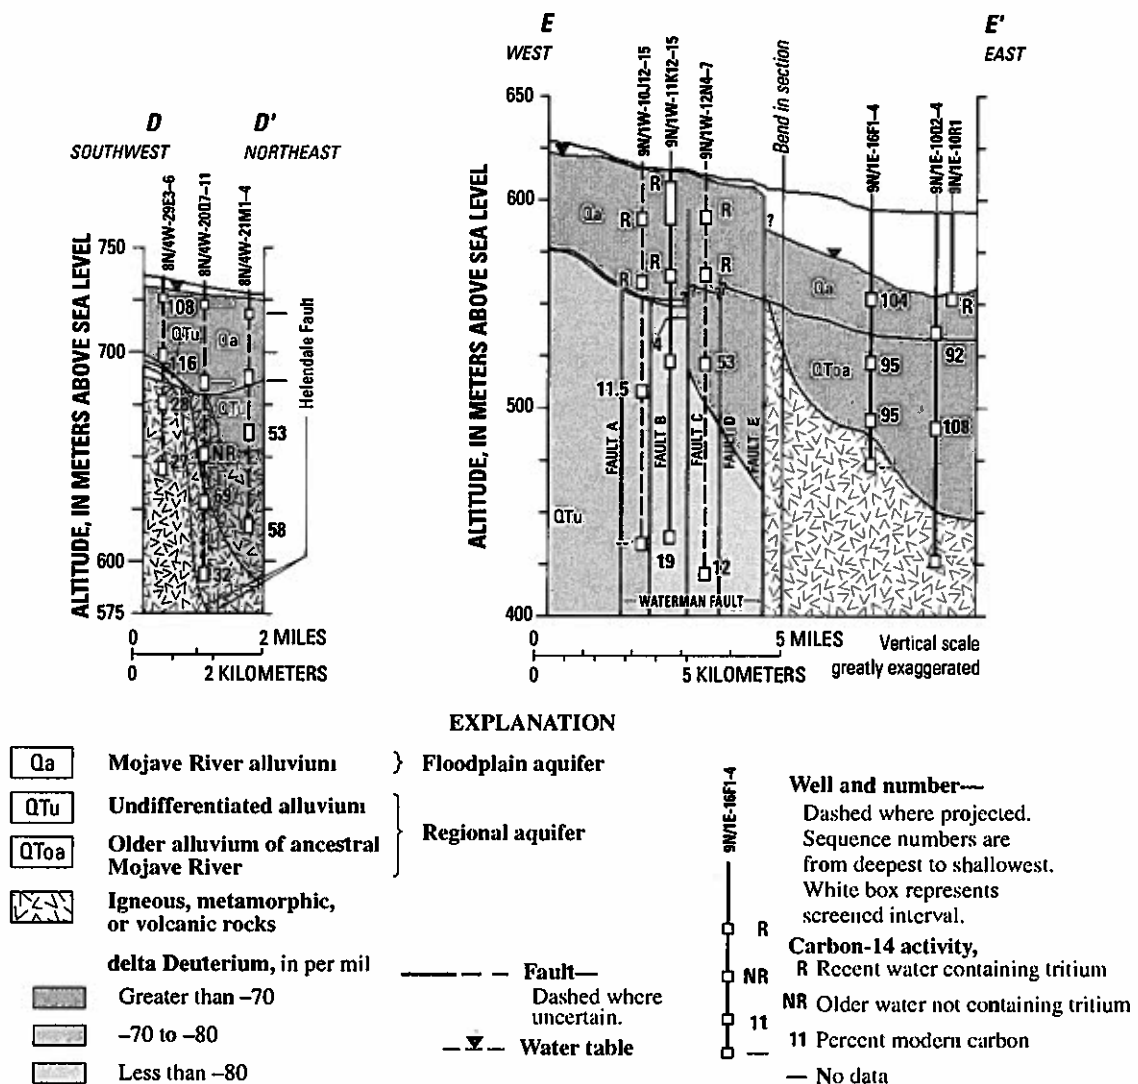 D
D'
SOUTHWEST
NORTHEAST
8N/4W-29E3–6
8N/4W-20Q7–11
8N/4W-21M1–4
ALTITUDE, IN METERS ABOVE SEA LEVEL
750
700
600
575
108
QTu
Qa
116
QTu
53
NR
69
58
32
Helendale Fault
0
2 MILES
0
2 KILOMETERS
E
WEST
E'
EAST
9N/1W-10J12–15
9N/1W-11K12–15
9N/1W-12N4–7
Bend in section
9N/1E-16F1–4
9N/1E-10Q2–4
9N/1E-10R1
ALTITUDE, IN METERS ABOVE SEA LEVEL
650
600
500
400
R
R
R
Qa
R
R
R
?
?
?
Qa
104
R
4
53
QToa
95
92
11.5
95
108
FAULT A
FAULT B
FAULT C
FAULT D
FAULT E
QTu
19
12
WATERMAN FAULT
0
5 MILES
0
5 KILOMETERS
Vertical scale
greatly exaggerated
EXPLANATION
Qa Mojave River alluvium } Floodplain aquifer
QTu Undifferentiated alluvium
QToa Older alluvium of ancestral
Mojave River
} Regional aquifer
Igneous, metamorphic,
or volcanic rocks
delta Deuterium, in per mil
Greater than –70
–70 to –80
Less than –80
Fault—
Dashed where
uncertain.
Water table
9N/1E-16F1-4
R
NR
11
—
Well and number—
Dashed where projected.
Sequence numbers are
from deepest to shallowest.
White box represents
screened interval.
Carbon-14 activity,
R Recent water containing tritium
NR Older water not containing tritium
11 Percent modern carbon
— No data